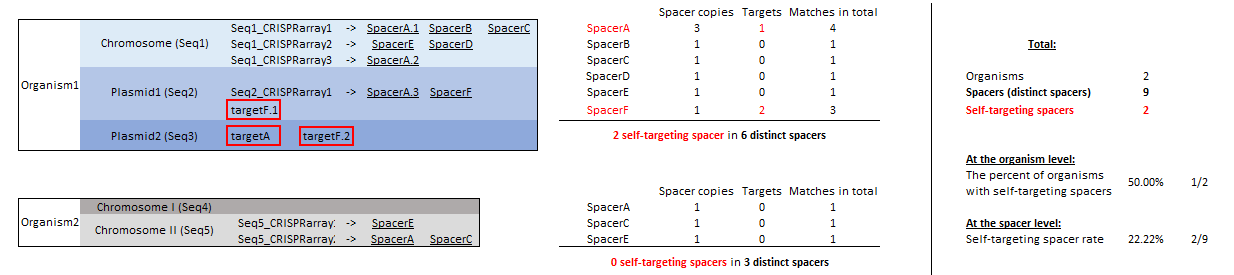 Organism1
Chromosome (Seq1)
Seq1_CRISPRarray1 -> SpacerA.1 SpacerB SpacerC
Seq1_CRISPRarray2 -> SpacerE SpacerD
Seq1_CRISPRarray3 -> SpacerA.2
Plasmid1 (Seq2)
Seq2_CRISPRarray1 -> SpacerA.3 SpacerF
targetF.1
Plasmid2 (Seq3)
targetA targetF.2
Spacer copies Targets Matches in total
SpacerA 3 1 4
SpacerB 1 0 1
SpacerC 1 0 1
SpacerD 1 0 1
SpacerE 1 0 1
SpacerF 1 2 3
2 self-targeting spacer in 6 distinct spacers
Organism2
Chromosome I (Seq4)
Chromosome II (Seq5)
Seq5_CRISPRarray -> SpacerE
Seq5_CRISPRarray -> SpacerA SpacerC
Spacer copies Targets Matches in total
SpacerA 1 0 1
SpacerC 1 0 1
SpacerE 1 0 1
0 self-targeting spacers in 3 distinct spacers
Total:
Organisms 2
Spacers (distinct spacers) 9
Self-targeting spacers 2
At the organism level:
The percent of organisms
with self-targeting spacers 50.00% 1/2
At the spacer level:
Self-targeting spacer rate 22.22% 2/9